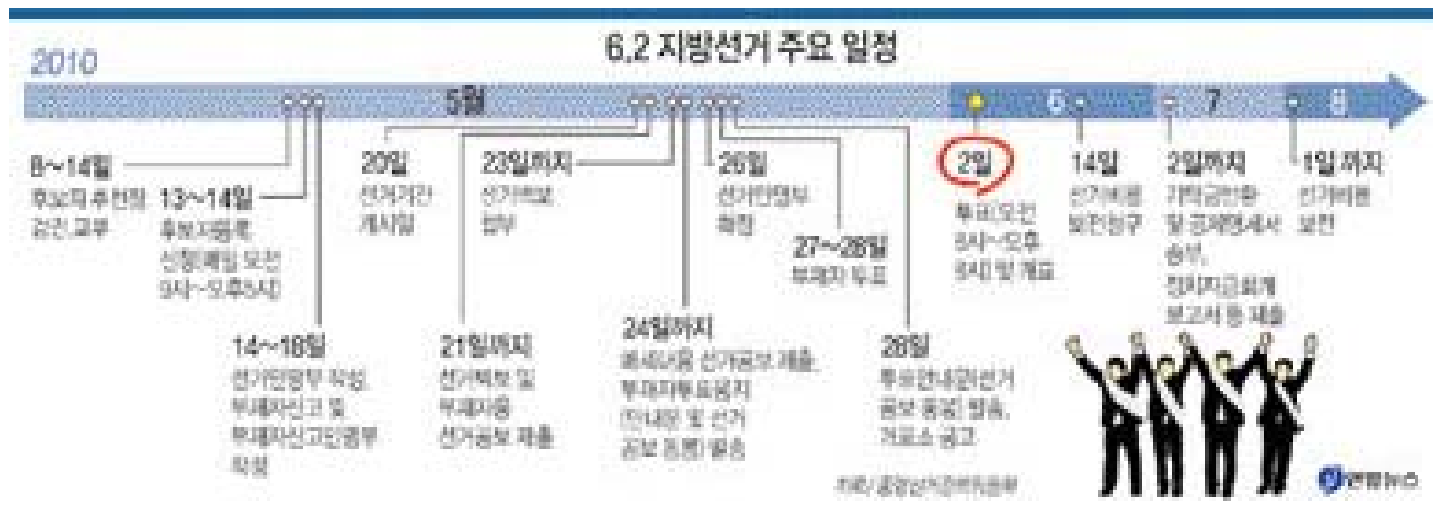 6.2 지방선거 주요 일정
2010
5월
6
7
8
8~14일
후보자 추천장
검인 교부
13~14일
후보자등록
신청(매일 오전
9시~오후5시)
14~18일
선거인명부 작성,
부재자신고 및
부재자신고인명부
작성
20일
선거기간
개시일
21일까지
선거벽보 및
부재자용
선거공보 제출
23일까지
선거벽보
첩부
24일까지
선거공보 제출,
부재자투표용지
(안내문 및 선거
공보 동봉) 발송
26일
선거인명부
확정
27~28일
부재자 투표
28일
투표안내문(선거
공보 동봉) 발송,
개표소 공고
2일
투표(오전
6시~오후
6시) 및 개표
14일
선거비용
보전청구
2일까지
기탁금반환
및 공제명세서
송부,
정치자금회계
보고서 등 제출
1일 까지
선거비용
보전
자료/중앙선거관리위원회
연합뉴스